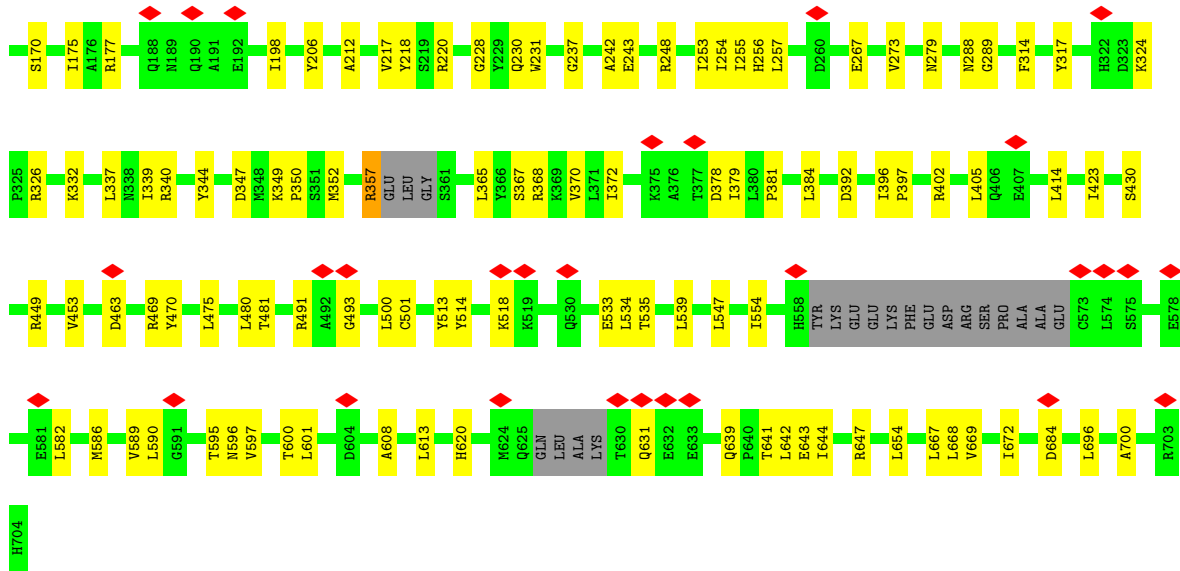 S170 I175 A176 R177 Q188 N189 Q190 A191 E192 I198 Y206 A212 V217 Y218 S219 R220 G228 Y229 Q230 W231 G237 A242 E243 R248 I253 I254 I255 H256 L257 D260 E267 V273 N279 N288 G289 F314 Y317 H322 D323 K324
P325 R326 K332 L337 N338 I339 R340 Y344 D347 M348 K349 P350 S351 M352 R357 GLU LEU GLY S361 L365 Y366 S367 R368 K369 V370 L371 I372 K375 A376 T377 D378 I379 L380 P381 L384 D392 I396 P397 R402 L405 Q406 E407 L414 I423 S430
R449 V453 D463 R469 Y470 L475 L480 T481 R491 A492 G493 L500 C501 Y513 Y514 K518 K519 Q530 E533 L534 T535 L539 L547 I554 H558 TYR LYS GLU GLU LYS PHE GLU ASP ARG SER PRO ALA ALA GLU C573 L574 S575 E578
E581 L582 M586 V589 L590 G591 T595 N596 V597 T600 L601 D604 A608 L613 H620 M624 Q625 GLN LEU ALA LYS T630 Q631 E632 E633 Q639 P640 T641 L642 E643 I644 R647 L654 L667 L668 V669 I672 D684 L696 A700 R703
H704